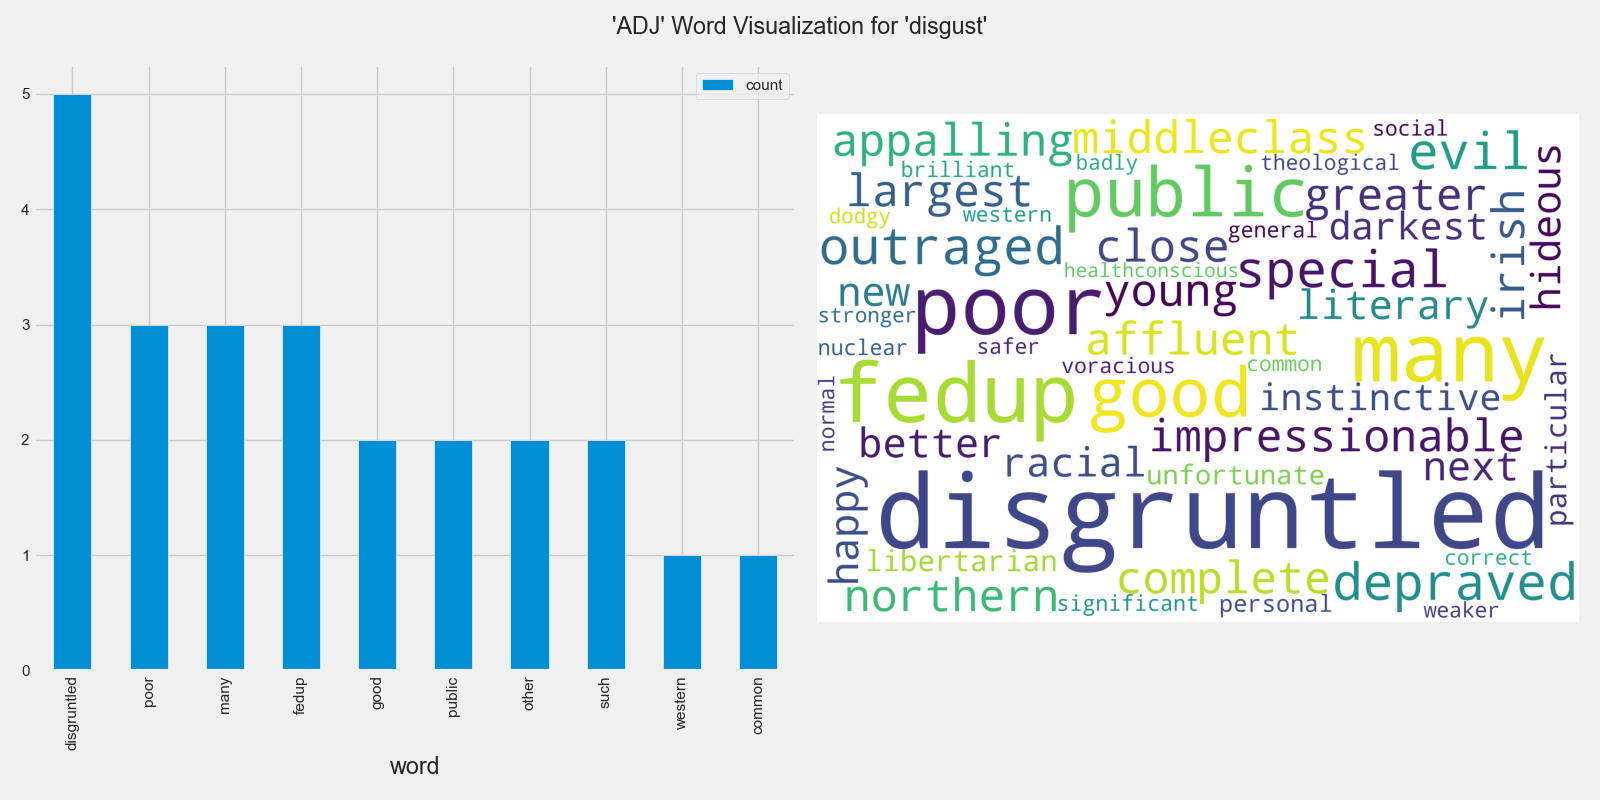 'ADJ' Word Visualization for 'disgust'
count
5
4
3
2
1
0
disgruntled
poor
many
fedup
good
public
other
such
western
common
word
appalling
middleclass
social
evil
brilliant
badly
theological
hideous
largest
public
greater
irish
dodgy
western
general
darkest
outraged
close
healthconscious
special
new
poor
young
literary
stronger
affluent
many
nuclear
safer
voracious
common
particular
normal
fedup
good
instinctive
better
impressionable
happy
racial
unfortunate
next
disgruntled
libertarian
correct
northern
complete
depraved
significant
personal
weaker